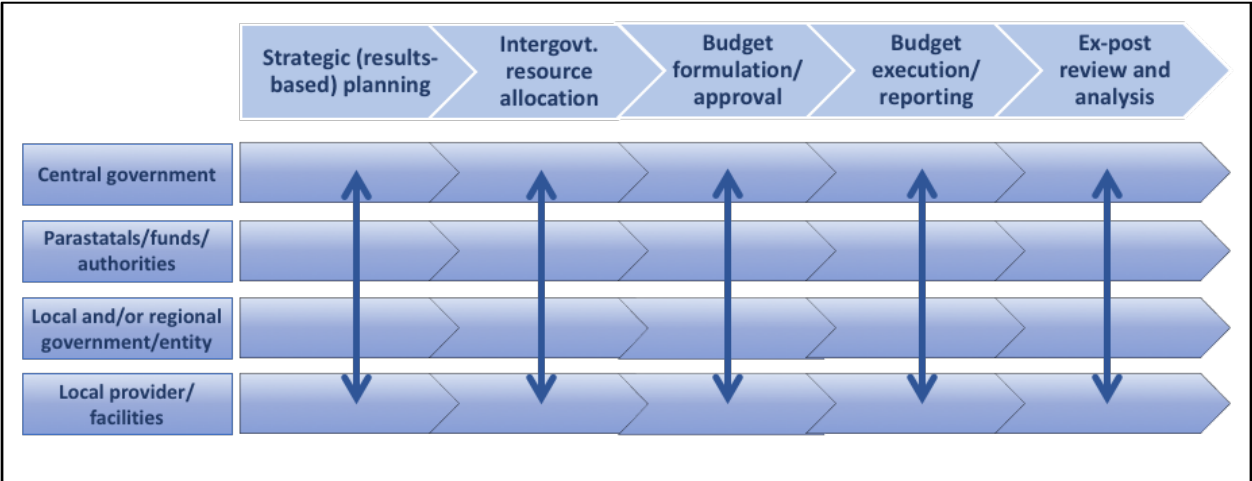 Strategic (results-
based) planning
Intergovt.
resource
allocation
Budget
formulation/
approval
Budget
execution/
reporting
Ex-post
review and
analysis
Central government
Parastatals/funds/
authorities
Local and/or regional
government/entity
Local provider/
facilities